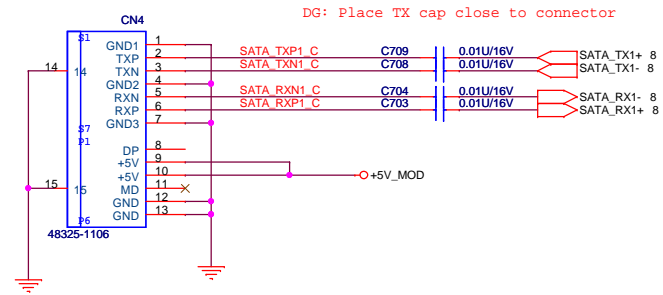 DG: Place TX cap close to connector
CN4
S1
GND1 1
TXP 2 SATA_TXP1_C C709 0.01U/16V SATA_TX1+ 8
14 14 TXN 3 SATA_TXN1_C C708 0.01U/16V SATA_TX1- 8
GND2 4
RXN 5 SATA_RXN1_C C704 0.01U/16V SATA_RX1- 8
RXP 6 SATA_RXP1_C C703 0.01U/16V SATA_RX1+ 8
S7 GND3 7
P1
DP 8
+5V 9
+5V 10 +5V_MOD
15 15 MD 11
GND 12
P6 GND 13
48325-1106